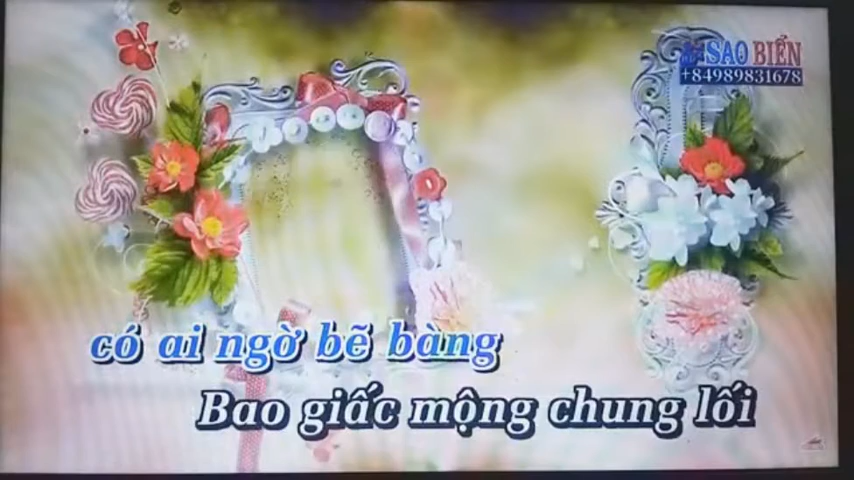 SAO BIỂN
+84989831678
có ai ngờ bẽ bàng
Bao giấc mộng chung lối